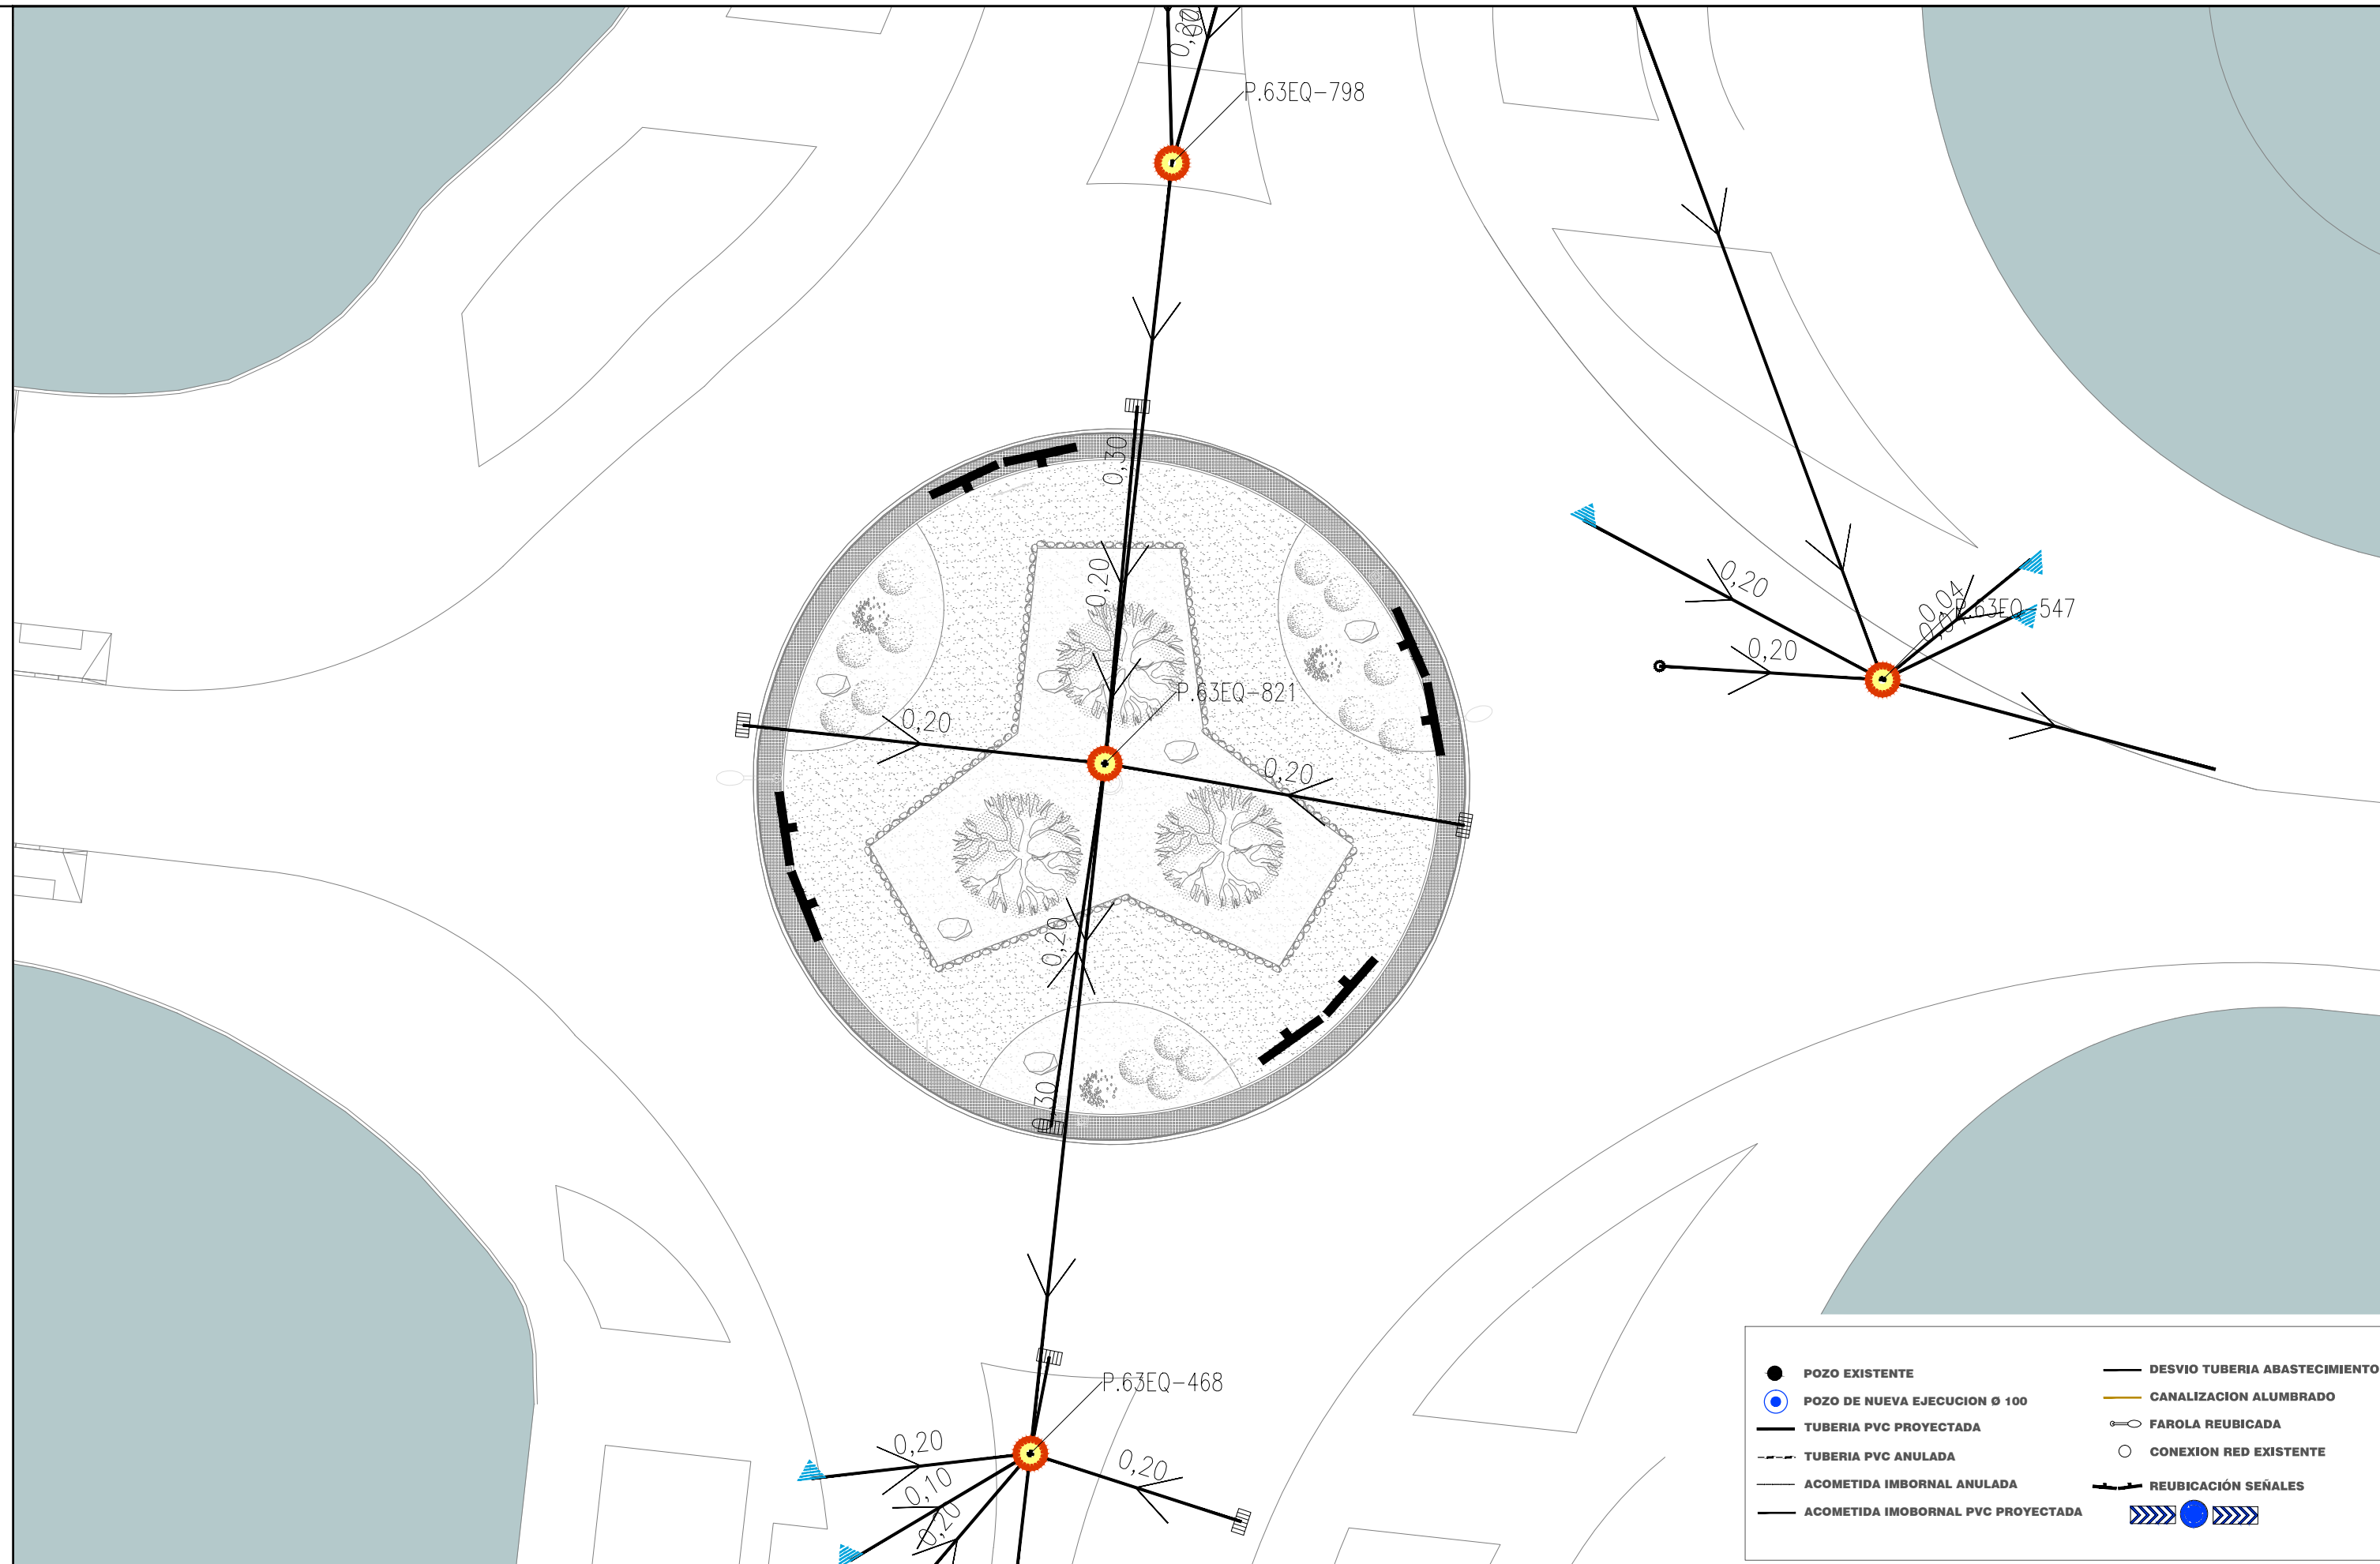 P.63EQ-798
0,30
0,20
P.63EQ-821
0,20
0,20
0,20
0,30
0,20
0,20
0,04
P.63EQ-547
P.63EQ-468
0,20
0,10
0,20
0,20
POZO EXISTENTE
POZO DE NUEVA EJECUCION Ø 100
TUBERIA PVC PROYECTADA
TUBERIA PVC ANULADA
ACOMETIDA IMBORNAL ANULADA
ACOMETIDA IMOBORNAL PVC PROYECTADA
DESVIO TUBERIA ABASTECIMIENTO
CANALIZACION ALUMBRADO
FAROLA REUBICADA
CONEXION RED EXISTENTE
REUBICACIÓN SEÑALES